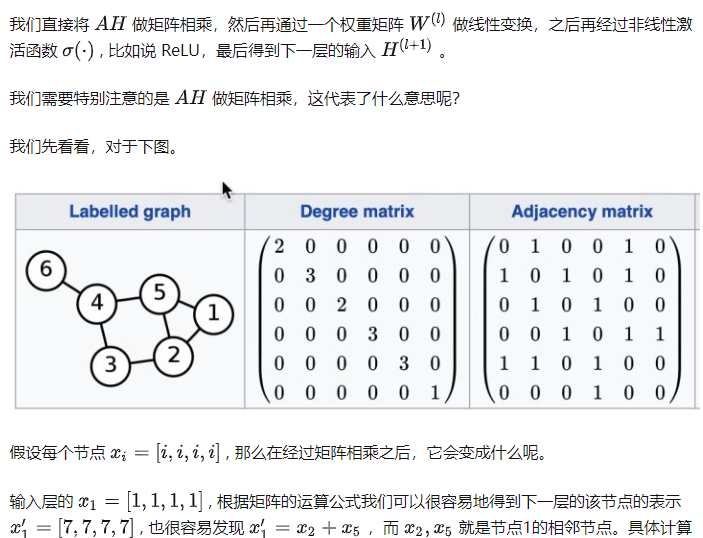 我们直接将 AH 做矩阵相乘，然后再通过一个权重矩阵 W^(l) 做线性变换，之后再经过非线性激
活函数 σ(·) , 比如说 ReLU，最后得到下一层的输入 H^(l+1) 。
我们需要特别注意的是 AH 做矩阵相乘，这代表了什么意思呢？
我们先看看，对于下图。
Labelled graph Degree matrix Adjacency matrix
6
4
5
1
3
2
2 0 0 0 0 0
0 3 0 0 0 0
0 0 2 0 0 0
0 0 0 3 0 0
0 0 0 0 3 0
0 0 0 0 0 1
0 1 0 0 1 0
1 0 1 0 1 0
0 1 0 1 0 0
0 0 1 0 1 1
1 1 0 1 0 0
0 0 0 1 0 0
假设每个节点 x_i = [i, i, i, i] , 那么在经过矩阵相乘之后，它会变成什么呢。
输入层的 x_1 = [1, 1, 1, 1] , 根据矩阵的运算公式我们可以很容易地得到下一层的该节点的表示
x′_1 = [7, 7, 7, 7] , 也很容易发现 x′_1 = x_2 + x_5 ，而 x_2, x_5 就是节点1的相邻节点。具体计算